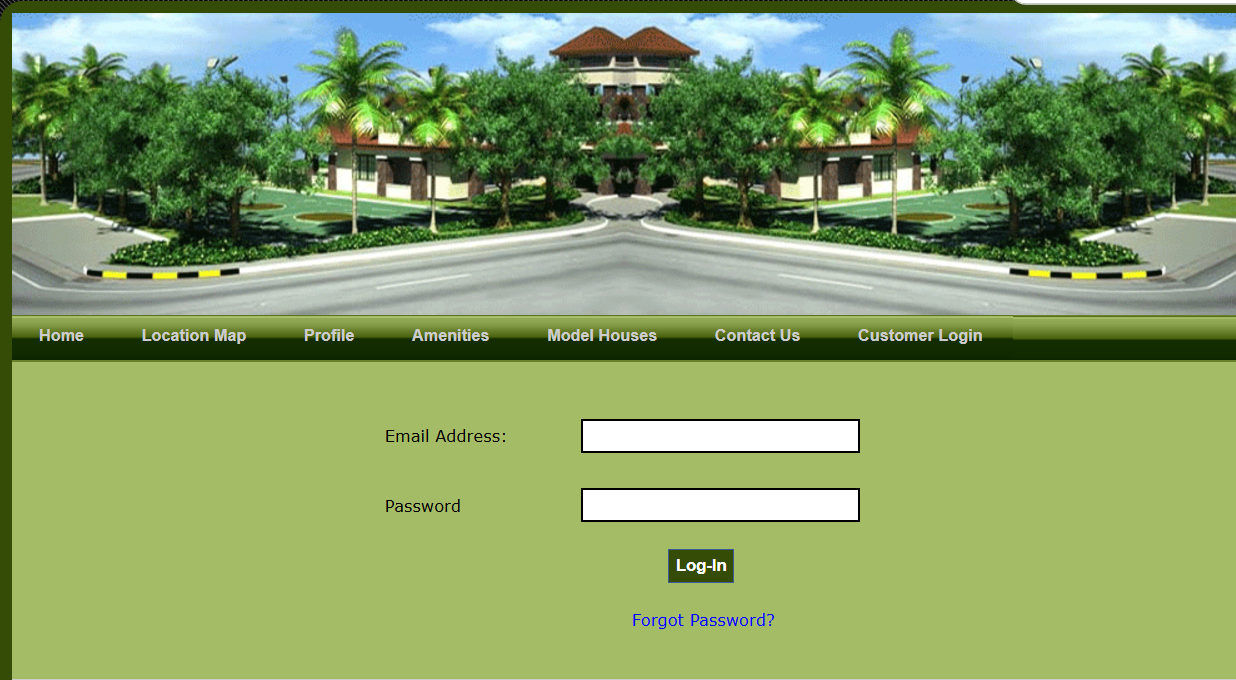 Home Location Map Profile Amenities Model Houses Contact Us Customer Login
Email Address:
Password
Log-In
Forgot Password?